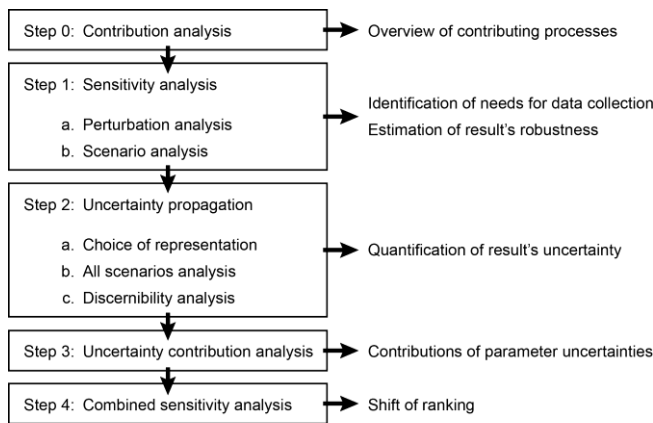 Step 0: Contribution analysis
Overview of contributing processes
Step 1: Sensitivity analysis
a. Perturbation analysis
b. Scenario analysis
Identification of needs for data collection
Estimation of result's robustness
Step 2: Uncertainty propagation
a. Choice of representation
b. All scenarios analysis
c. Discernibility analysis
Quantification of result's uncertainty
Step 3: Uncertainty contribution analysis
Contributions of parameter uncertainties
Step 4: Combined sensitivity analysis
Shift of ranking